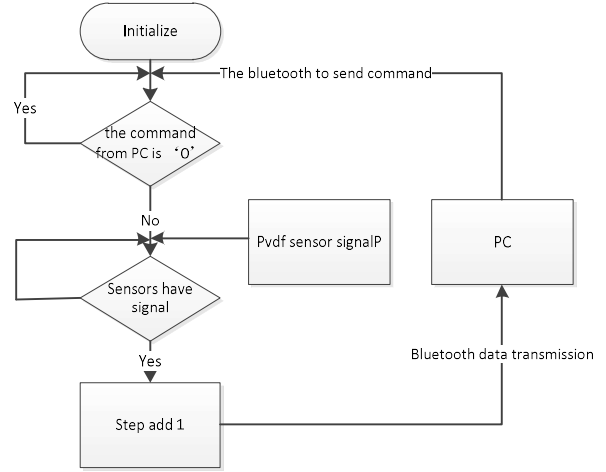 Initialize
The bluetooth to send command
Yes
the command
from PC is ‘0’
No
Pvdf sensor signalP
PC
Sensors have
signal
Bluetooth data transmission
Yes
Step add 1